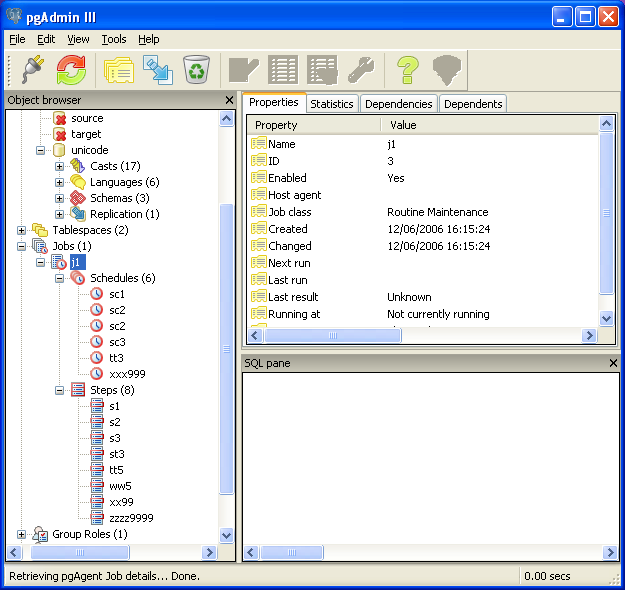 pgAdmin III
File Edit View Tools Help
Object browser
source
target
unicode
Casts (17)
Languages (6)
Schemas (3)
Replication (1)
Tablespaces (2)
Jobs (1)
j1
Schedules (6)
sc1
sc2
sc2
sc3
tt3
xxx999
Steps (8)
s1
s2
s3
st3
tt5
ww5
xx99
zzzz9999
Group Roles (1)
Properties Statistics Dependencies Dependents
Property Value
Name j1
ID 3
Enabled Yes
Host agent
Job class Routine Maintenance
Created 12/06/2006 16:15:24
Changed 12/06/2006 16:15:24
Next run
Last run
Last result Unknown
Running at Not currently running
SQL pane
Retrieving pgAgent Job details... Done. 0.00 secs